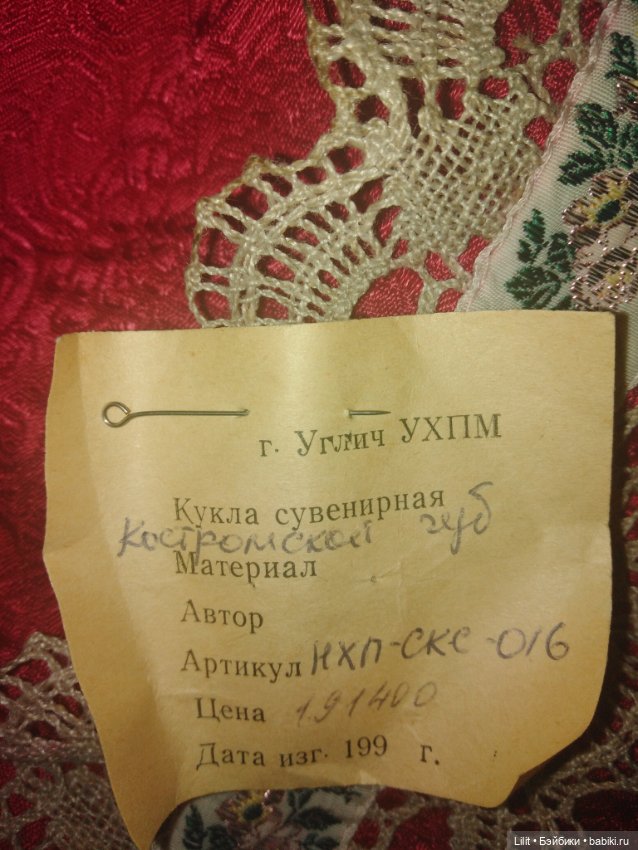 г. Углич УХПМ
Кукла сувенирная
Костромской губ
Материал
Автор
Артикул НХП-СКС-016
Цена 191400
Дата изг. 199 г.
Lilit • Бэйбики • babiki.ru